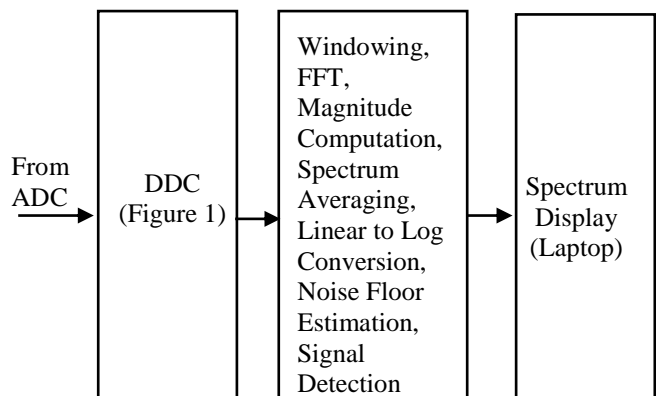 From
ADC
DDC
(Figure 1)
Windowing,
FFT,
Magnitude
Computation,
Spectrum
Averaging,
Linear to Log
Conversion,
Noise Floor
Estimation,
Signal
Detection
Spectrum
Display
(Laptop)